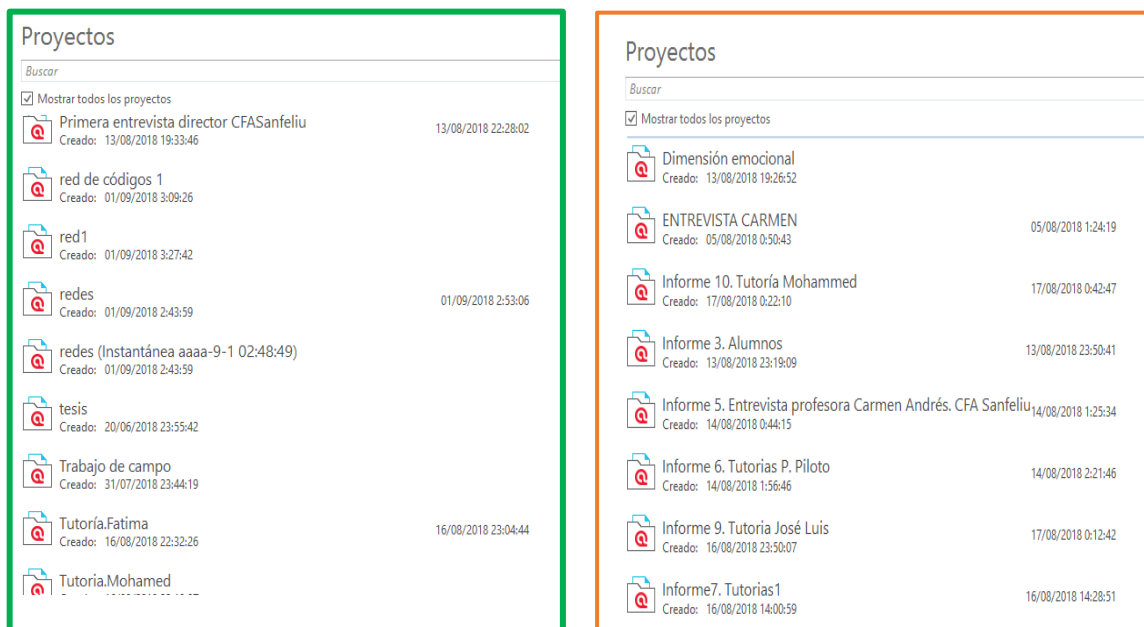 Proyectos
Buscar
Mostrar todos los proyectos
Primera entrevista director CFASanfeliu
13/08/2018 22:28:02
Creado: 13/08/2018 19:33:46
red de códigos 1
Creado: 01/09/2018 3:09:26
red1
Creado: 01/09/2018 3:27:42
redes
01/09/2018 2:53:06
Creado: 01/09/2018 2:43:59
redes (Instantánea aaaa-9-1 02:48:49)
Creado: 01/09/2018 2:43:59
tesis
Creado: 20/06/2018 23:55:42
Trabajo de campo
Creado: 31/07/2018 23:44:19
Tutoría.Fatima
16/08/2018 23:04:44
Creado: 16/08/2018 22:32:26
Tutoria.Mohamed
Proyectos
Buscar
Mostrar todos los proyectos
Dimensión emocional
Creado: 13/08/2018 19:26:52
ENTREVISTA CARMEN
05/08/2018 1:24:19
Creado: 05/08/2018 0:50:43
Informe 10. Tutoría Mohammed
17/08/2018 0:42:47
Creado: 17/08/2018 0:22:10
Informe 3. Alumnos
13/08/2018 23:50:41
Creado: 13/08/2018 23:19:09
Informe 5. Entrevista profesora Carmen Andrés. CFA Sanfeliu
14/08/2018 1:25:34
Creado: 14/08/2018 0:44:15
Informe 6. Tutorias P. Piloto
14/08/2018 2:21:46
Creado: 14/08/2018 1:56:46
Informe 9. Tutoria José Luis
17/08/2018 0:12:42
Creado: 16/08/2018 23:50:07
Informe7. Tutorias1
16/08/2018 14:28:51
Creado: 16/08/2018 14:00:59